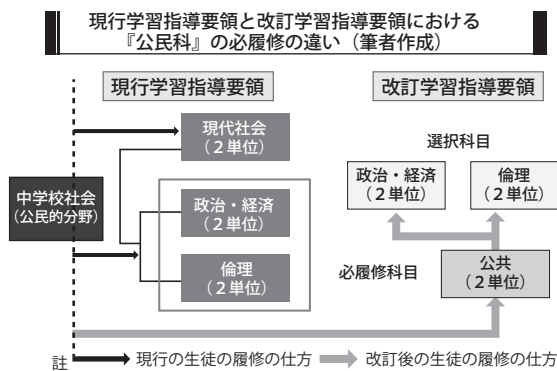 現行学習指導要領と改訂学習指導要領における
『公民科』の必履修の違い（筆者作成）
現行学習指導要領
改訂学習指導要領
現代社会
（２単位）
選択科目
中学校社会
（公民的分野）
政治・経済
（２単位）
倫理
（２単位）
政治・経済
（２単位）
倫理
（２単位）
必履修科目
公共
（２単位）
註
現行の生徒の履修の仕方
改訂後の生徒の履修の仕方